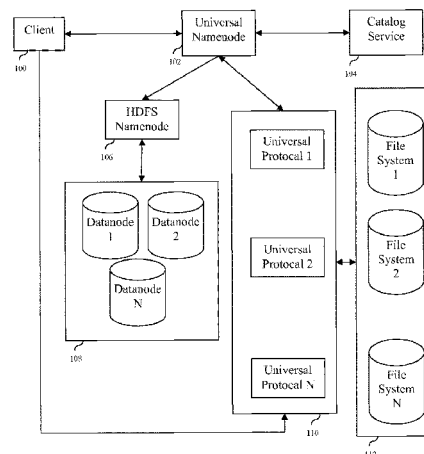 Client
100
Universal
Namenode
102
Catalog
Service
104
HDFS
Namenode
106
Datanode
1
Datanode
2
Datanode
N
108
Universal
Protocal 1
Universal
Protocal 2
Universal
Protocal N
110
File
System
1
File
System
2
File
System
N
112